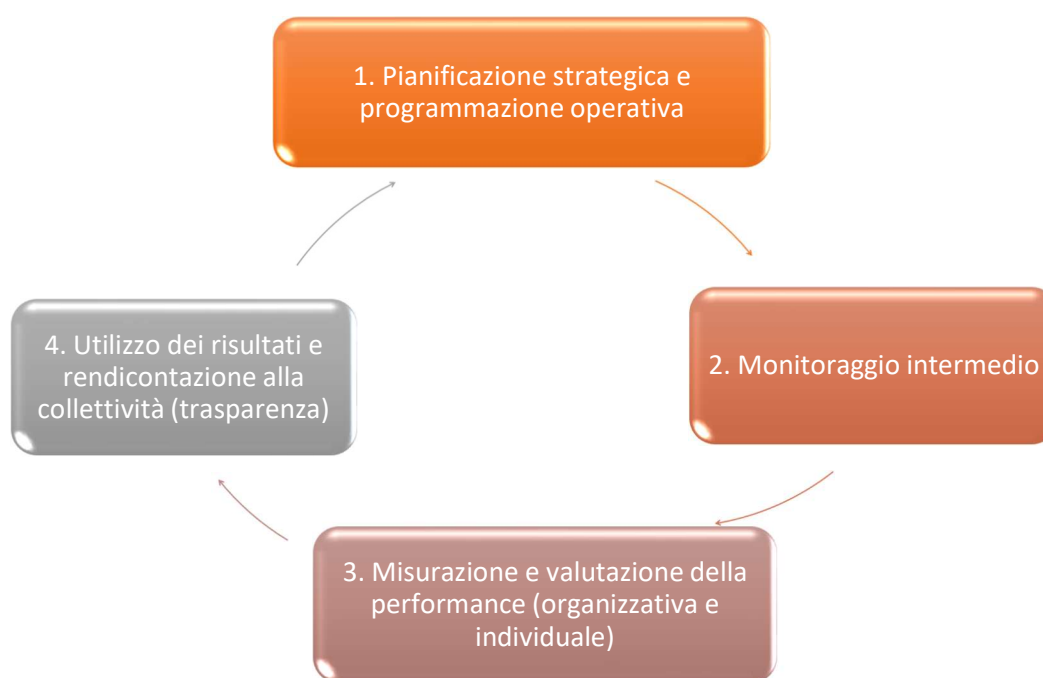 1. Pianificazione strategica e
programmazione operativa
2. Monitoraggio intermedio
3. Misurazione e valutazione della
performance (organizzativa e
individuale)
4. Utilizzo dei risultati e
rendicontazione alla
collettività (trasparenza)